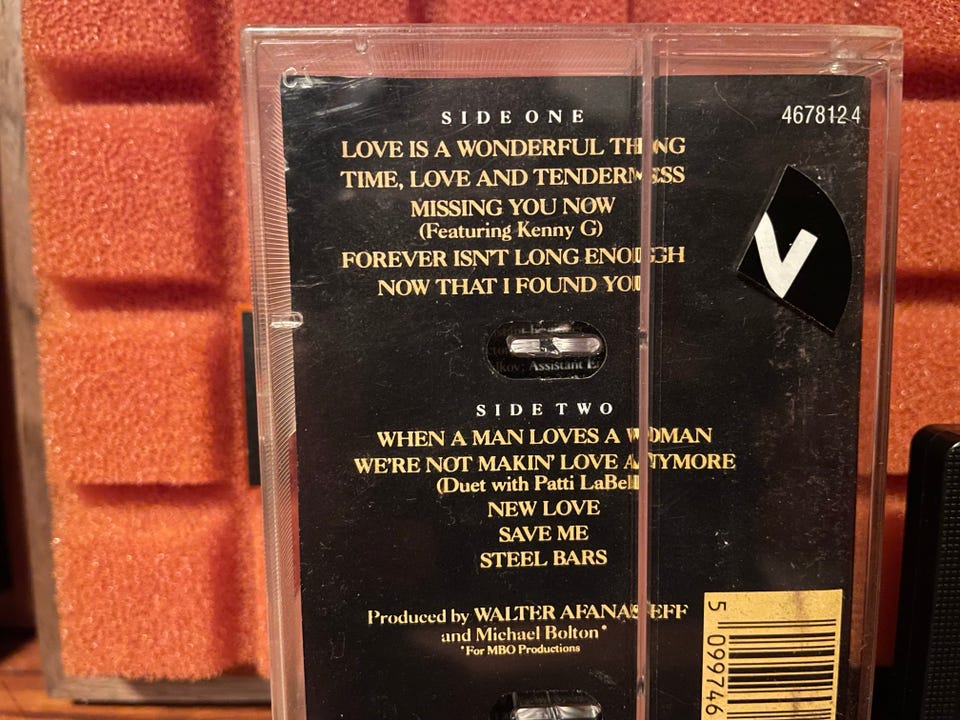 SIDE ONE
467812 4
LOVE IS A WONDERFUL THING
TIME, LOVE AND TENDERNESS
MISSING YOU NOW
(Featuring Kenny G)
FOREVER ISN'T LONG ENOUGH
NOW THAT I FOUND YOU
V
Assistant E
SIDE TWO
WHEN A MAN LOVES A WOMAN
WE'RE NOT MAKIN' LOVE ANYMORE
(Duet with Patti LaBelle
NEW LOVE
SAVE ME
STEEL BARS
Produced by WALTER AFANASIEFF
and Michael Bolton*
*For MBO Productions
5 099746